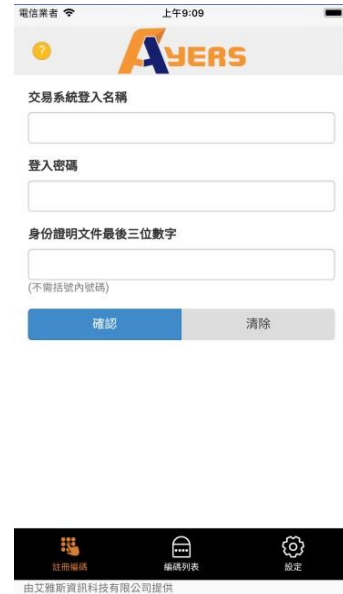 電信業者 上午9:09
?
AYERS
交易系統登入名稱
登入密碼
身份證明文件最後三位數字
(不需括號內號碼)
確認 清除
註冊編碼 編碼列表 設定
由艾雅斯資訊科技有限公司提供